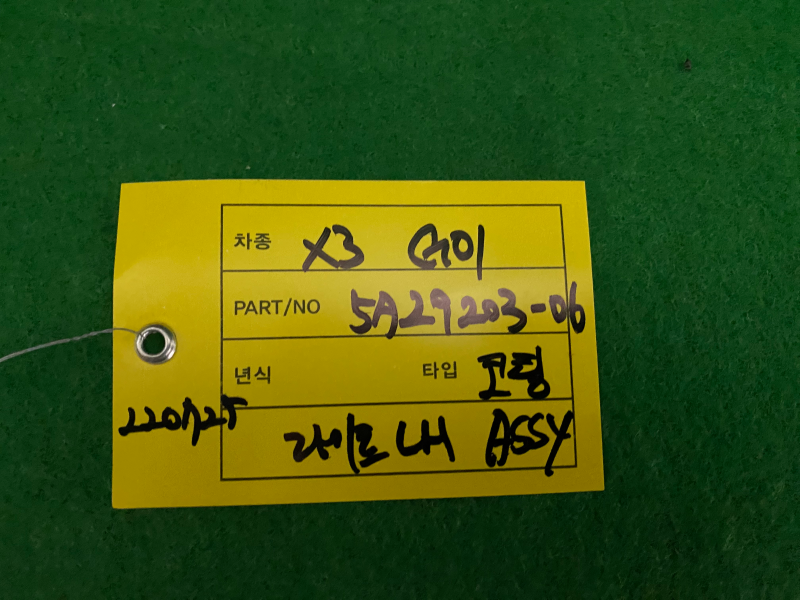 차종 X3 G01
PART/NO 5A29203-06
년식 타입 코팅
220725
라이트 LH ASSY